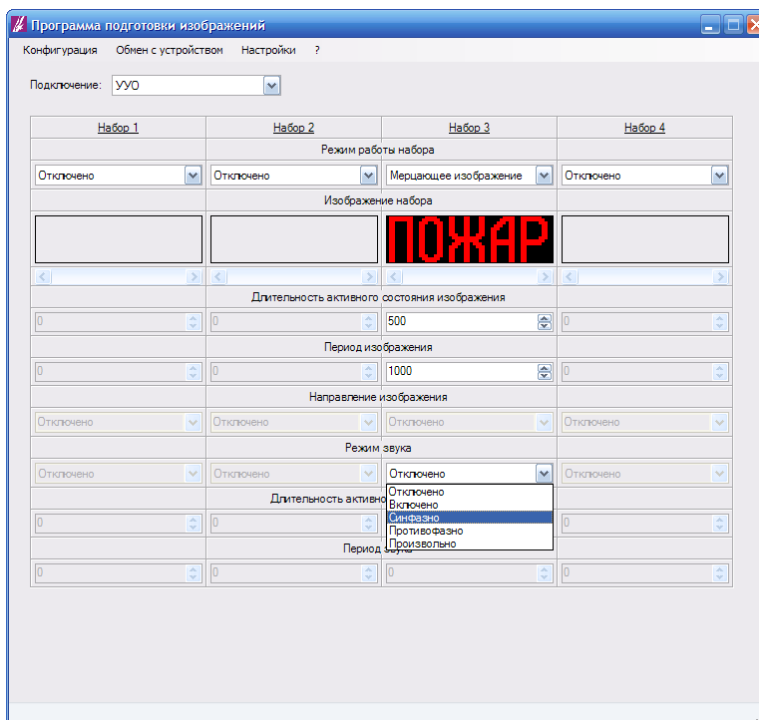 Программа подготовки изображений
Конфигурация Обмен с устройством Настройки ?
Подключение: УУО
Набор 1 Набор 2 Набор 3 Набор 4
Режим работы набора
Отключено Отключено Мерцающее изображение Отключено
Изображение набора
ПОЖАР
Длительность активного состояния изображения
0 0 500 0
Период изображения
0 0 1000 0
Направление изображения
Отключено Отключено Отключено Отключено
Режим звука
Отключено Отключено Отключено Отключено
Отключено
Включено
Длительность активно
Синфазно
0 0 0
Противофазно
Произвольно
Период звука
0 0 0 0